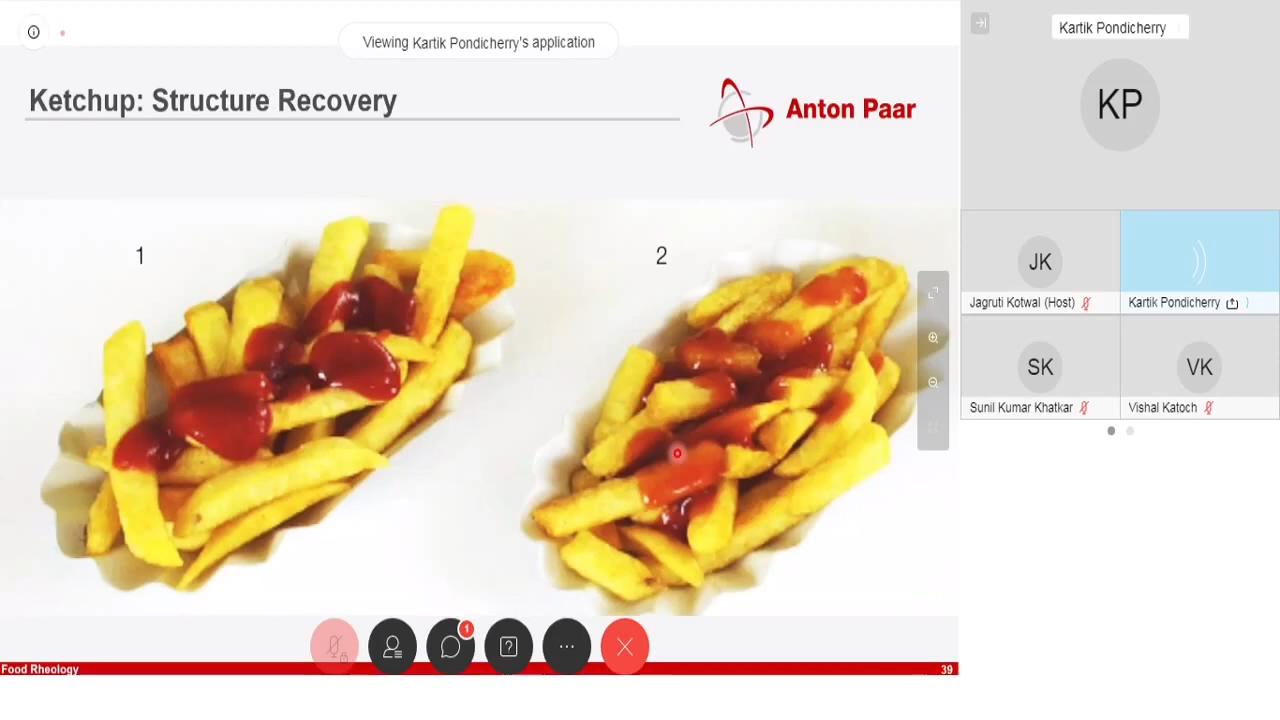 Viewing Kartik Pondicherry's application
Ketchup: Structure Recovery
Anton Paar
1
2
1
Food Rheology
39
Kartik Pondicherry
KP
JK
Jagruti Kotwal (Host)
Kartik Pondicherry
SK
Sunil Kumar Khatkar
VK
Vishal Katoch